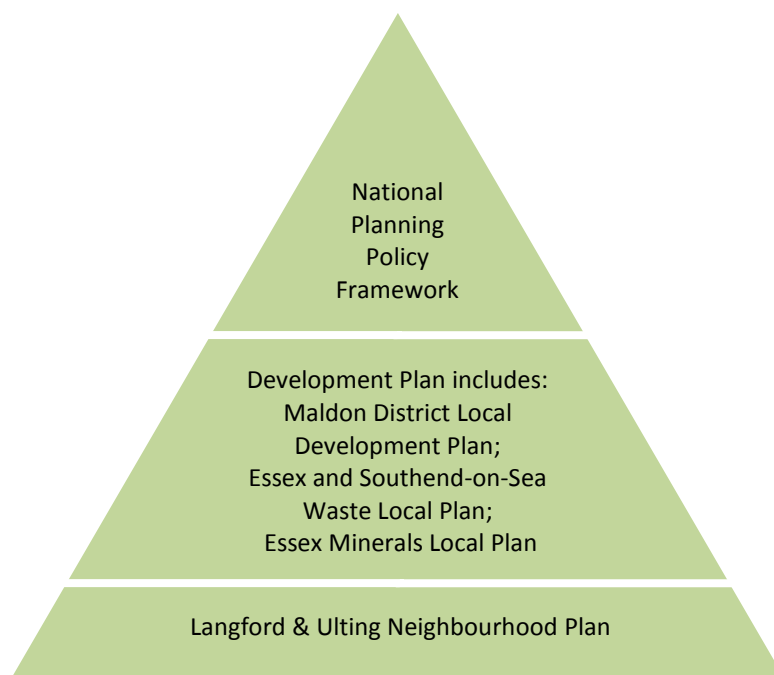 National
Planning
Policy
Framework
Development Plan includes:
Maldon District Local
Development Plan;
Essex and Southend-on-Sea
Waste Local Plan;
Essex Minerals Local Plan
Langford & Ulting Neighbourhood Plan